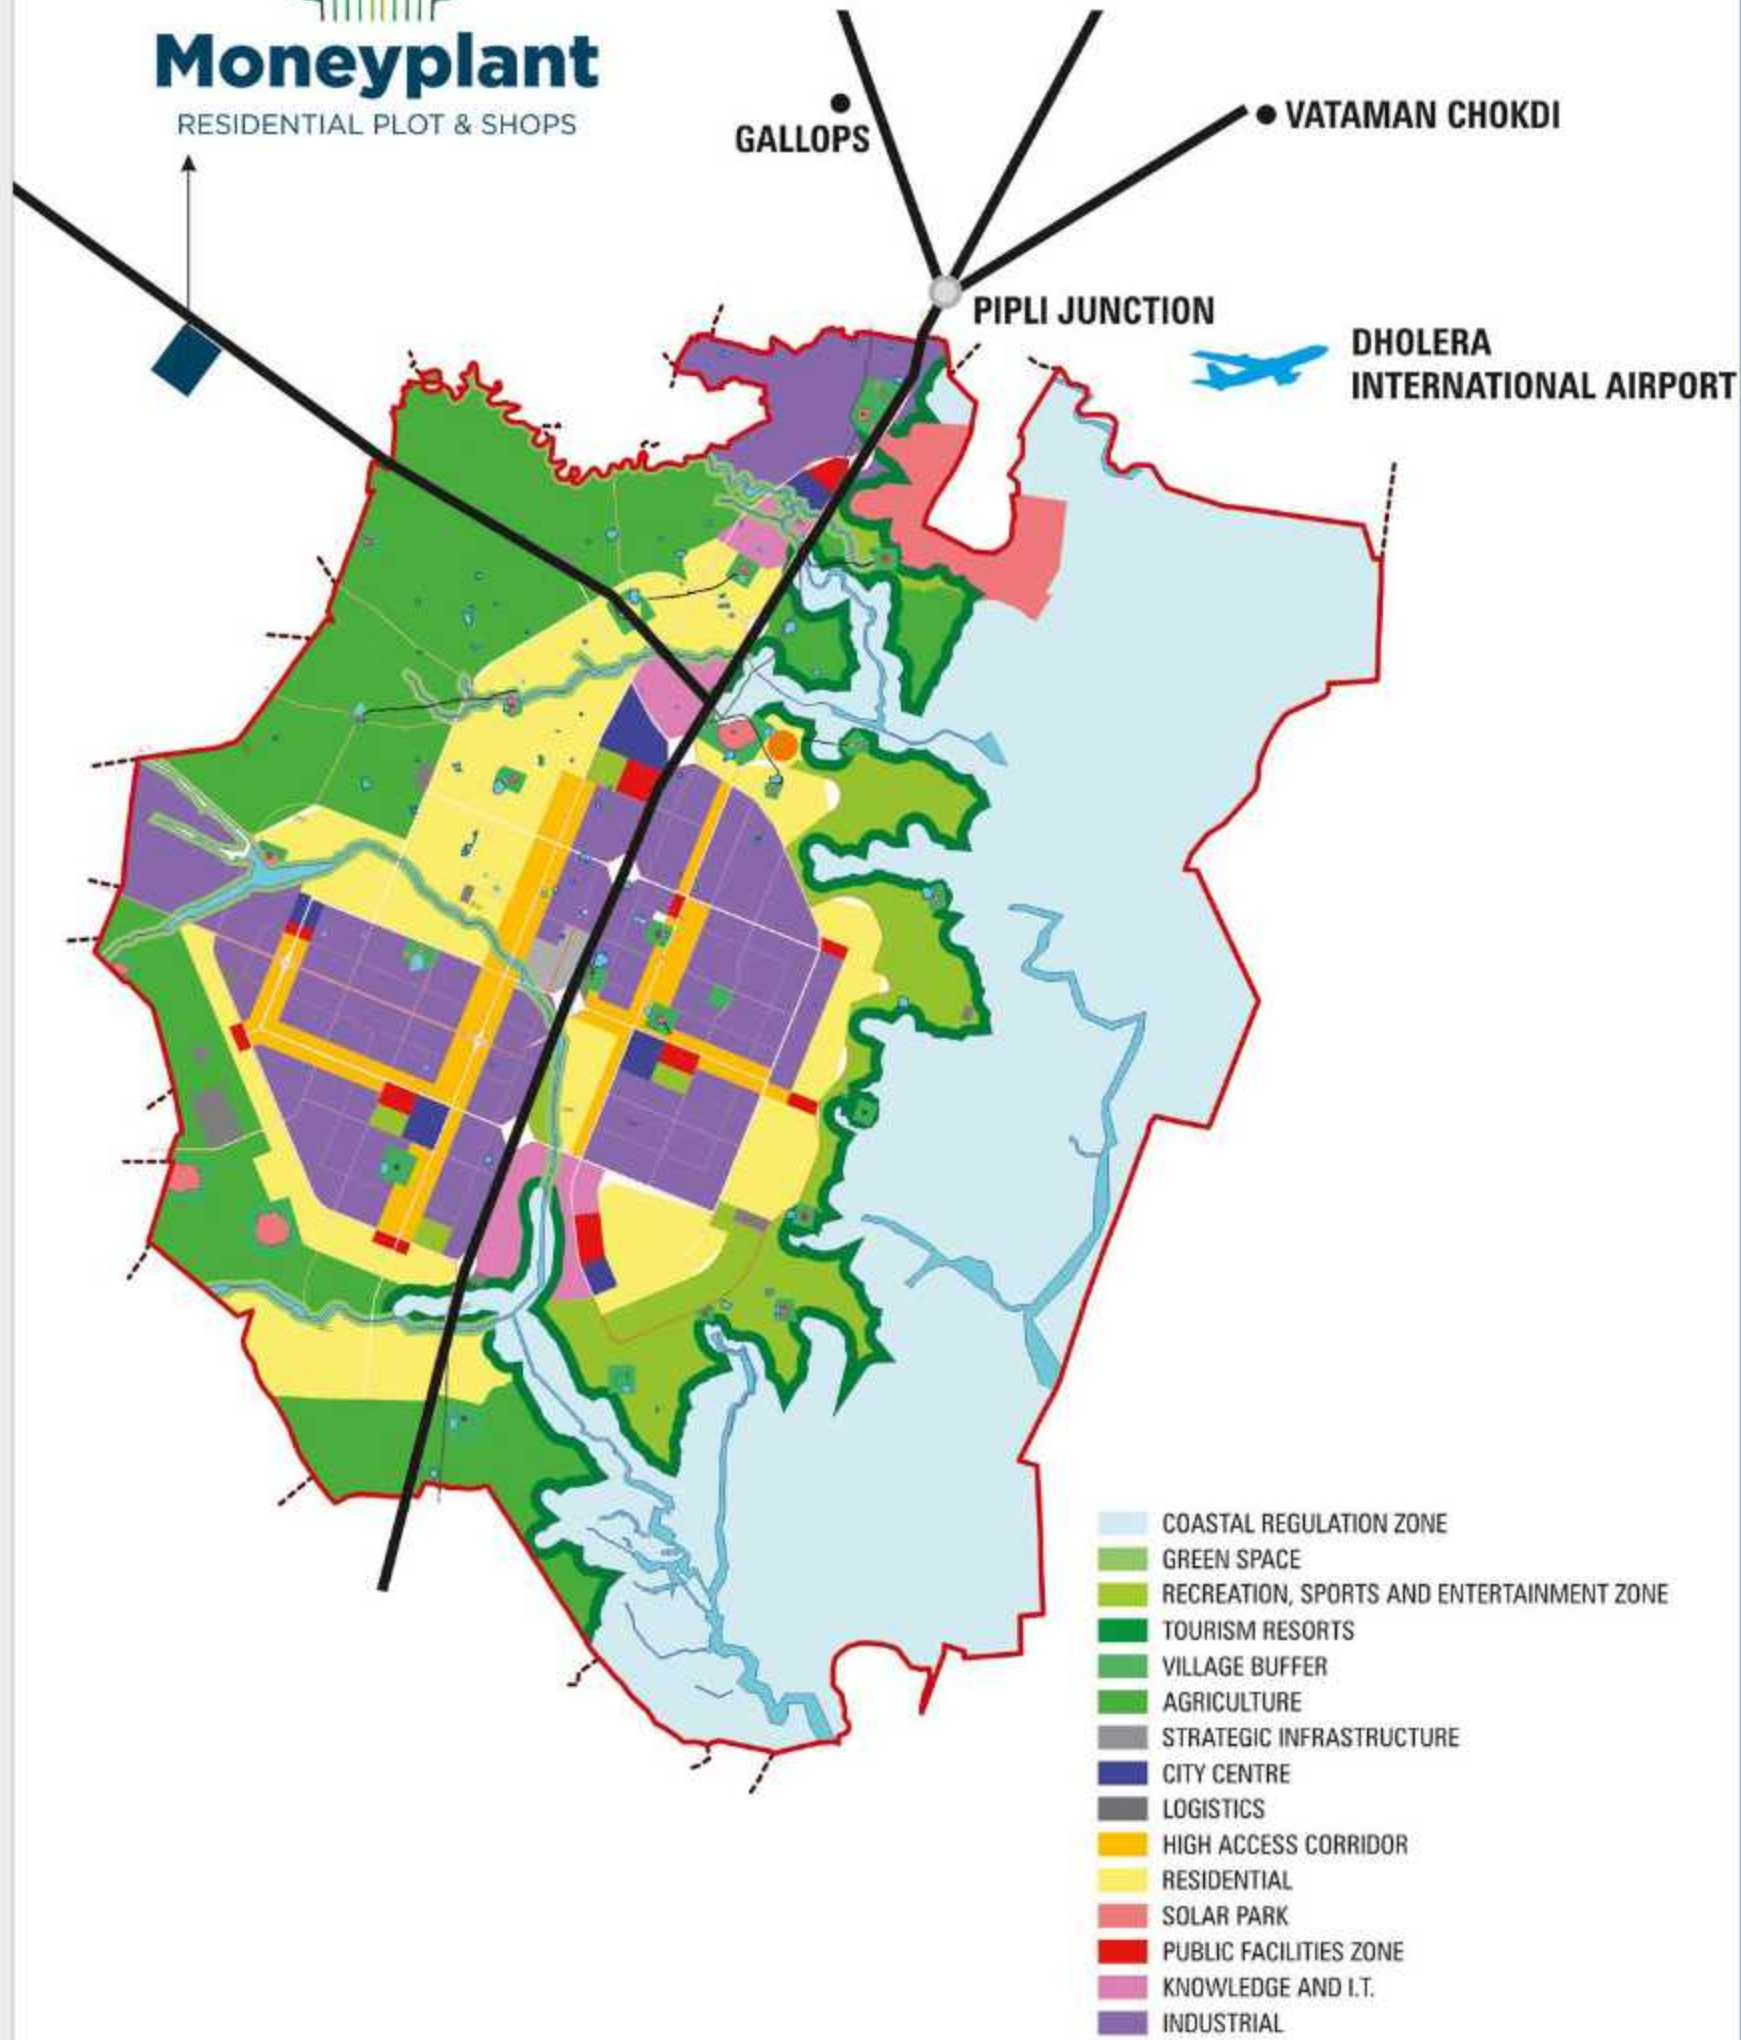 Moneyplant
RESIDENTIAL PLOT & SHOPS
GALLOPS
VATAMAN CHOKDI
PIPLI JUNCTION
DHOLERA
INTERNATIONAL AIRPORT
COASTAL REGULATION ZONE
GREEN SPACE
RECREATION, SPORTS AND ENTERTAINMENT ZONE
TOURISM RESORTS
VILLAGE BUFFER
AGRICULTURE
STRATEGIC INFRASTRUCTURE
CITY CENTRE
LOGISTICS
HIGH ACCESS CORRIDOR
RESIDENTIAL
SOLAR PARK
PUBLIC FACILITIES ZONE
KNOWLEDGE AND I.T.
INDUSTRIAL